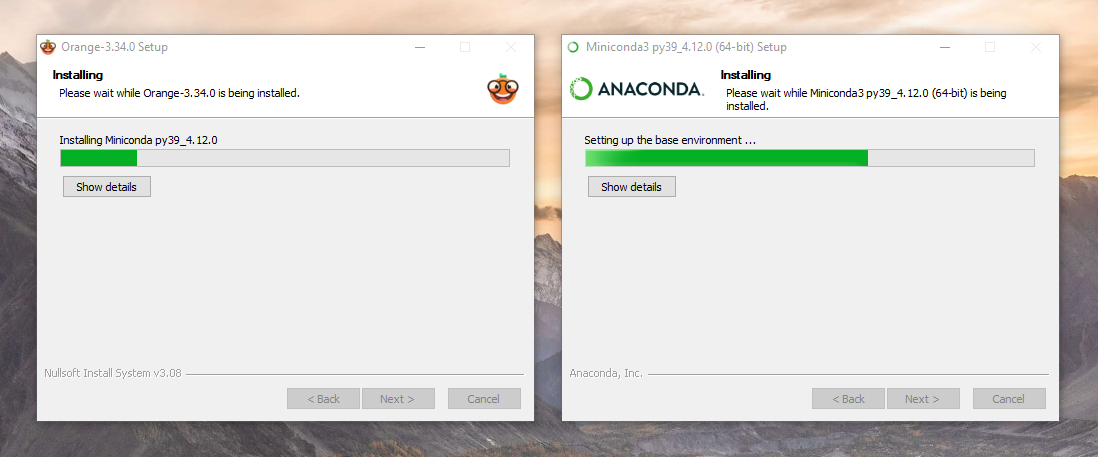 Orange-3.34.0 Setup
Installing
Please wait while Orange-3.34.0 is being installed.
Installing Miniconda py39_4.12.0
Show details
Nullsoft Install System v3.08
< Back
Next >
Cancel
Miniconda3 py39_4.12.0 (64-bit) Setup
ANACONDA.
Installing
Please wait while Miniconda3 py39_4.12.0 (64-bit) is being
installed.
Setting up the base environment ...
Show details
Anaconda, Inc.
< Back
Next >
Cancel